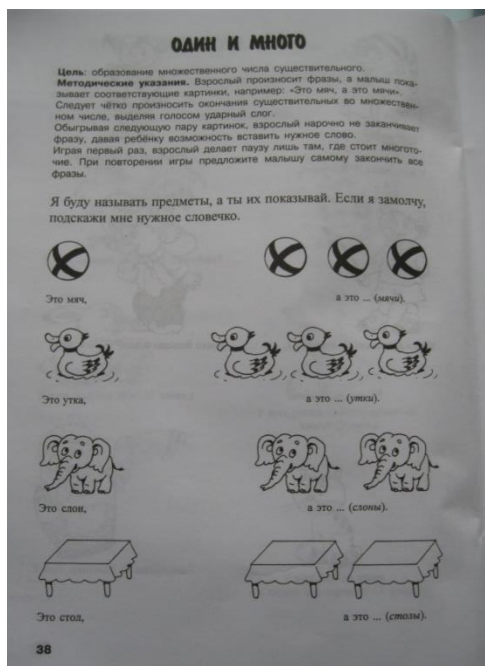 ОДИН И МНОГО
Цель: образование множественного числа существительного.
Методические указания. Взрослый произносит фразы, а малыш пока-
зывает соответствующие картинки, например: «Это мяч, а это мячи».
Следует чётко произносить окончания существительных во множествен-
ном числе, выделяя голосом ударный слог.
Обыгрывая следующую пару картинок, взрослый нарочно не заканчивает
фразу, давая ребёнку возможность вставить нужное слово.
Играя первый раз, взрослый делает паузу лишь там, где стоит многото-
чие. При повторении игры предложите малышу самому закончить все
фразы.
Я буду называть предметы, а ты их показывай. Если я замолчу,
подскажи мне нужное словечко.
Это мяч, а это ... (мячи).
Это утка, а это ... (утки).
Это слон, а это ... (слоны).
Это стол, а это ... (столы).
38